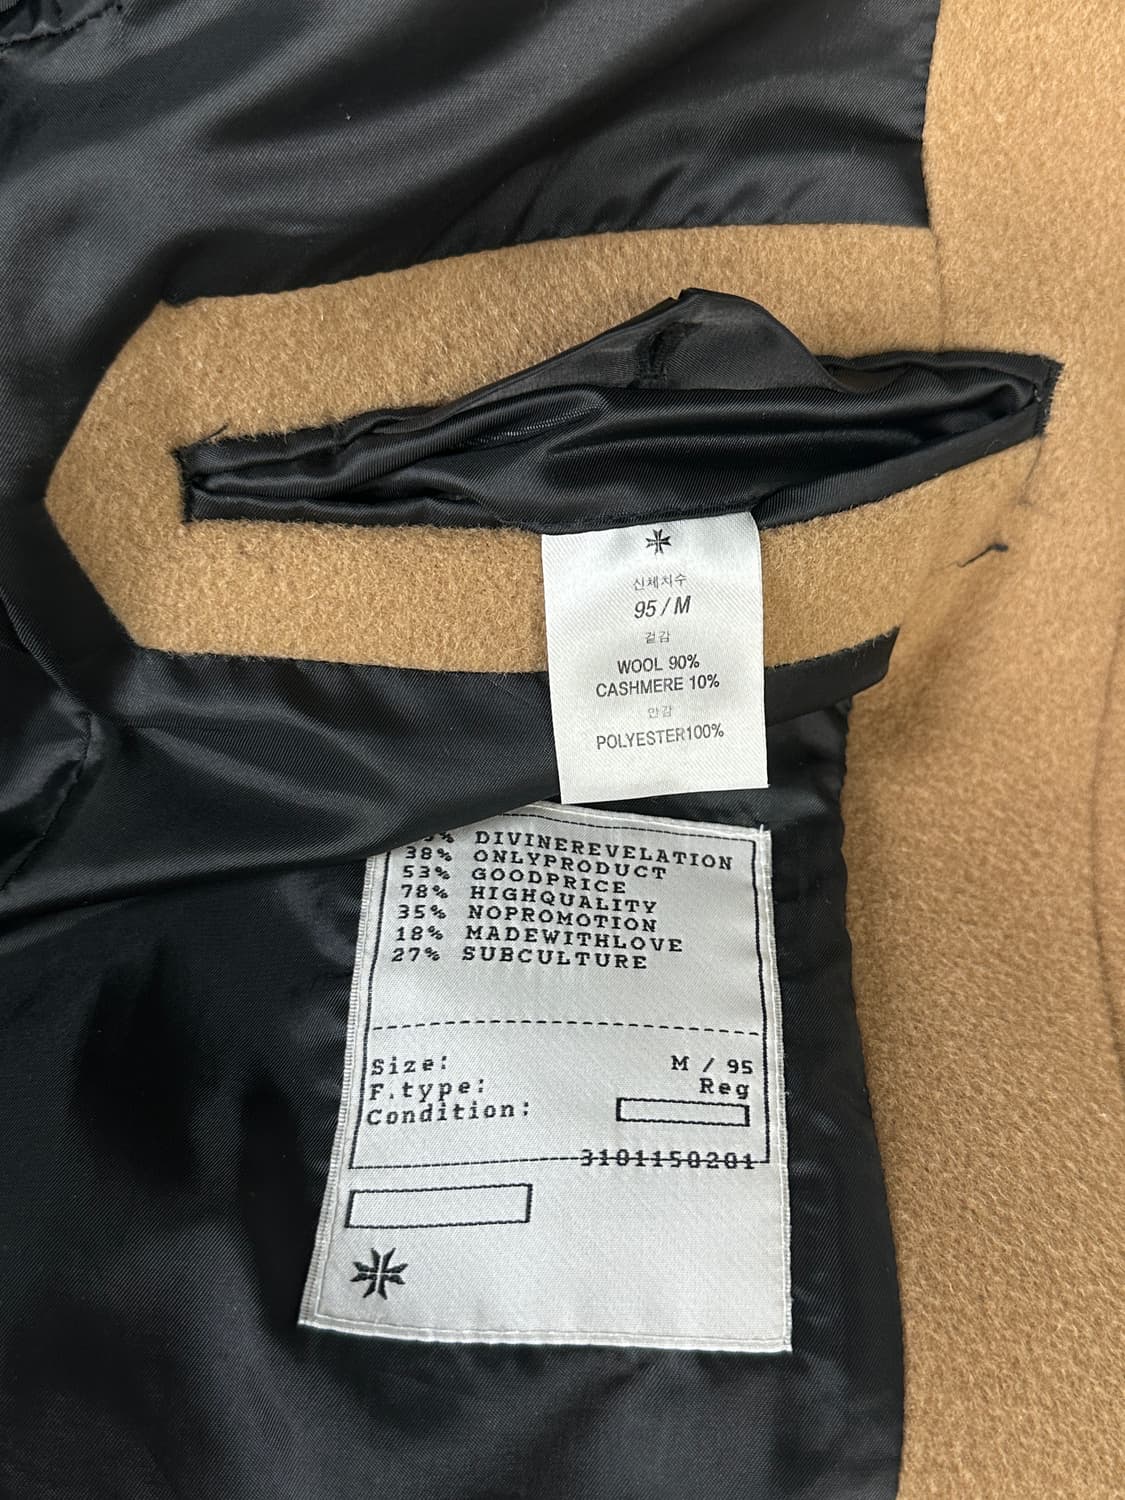 신체치수
95 / M
겉감
WOOL 90%
CASHMERE 10%
안감
POLYESTER100%
DIVINEREVELATION
38% ONLYPRODUCT
53% GOODPRICE
78% HIGHQUALITY
35% NOPROMOTION
18% MADEWITHLOVE
27% SUBCULTURE
Size: M / 95
F.type: Reg
Condition:
3101150201